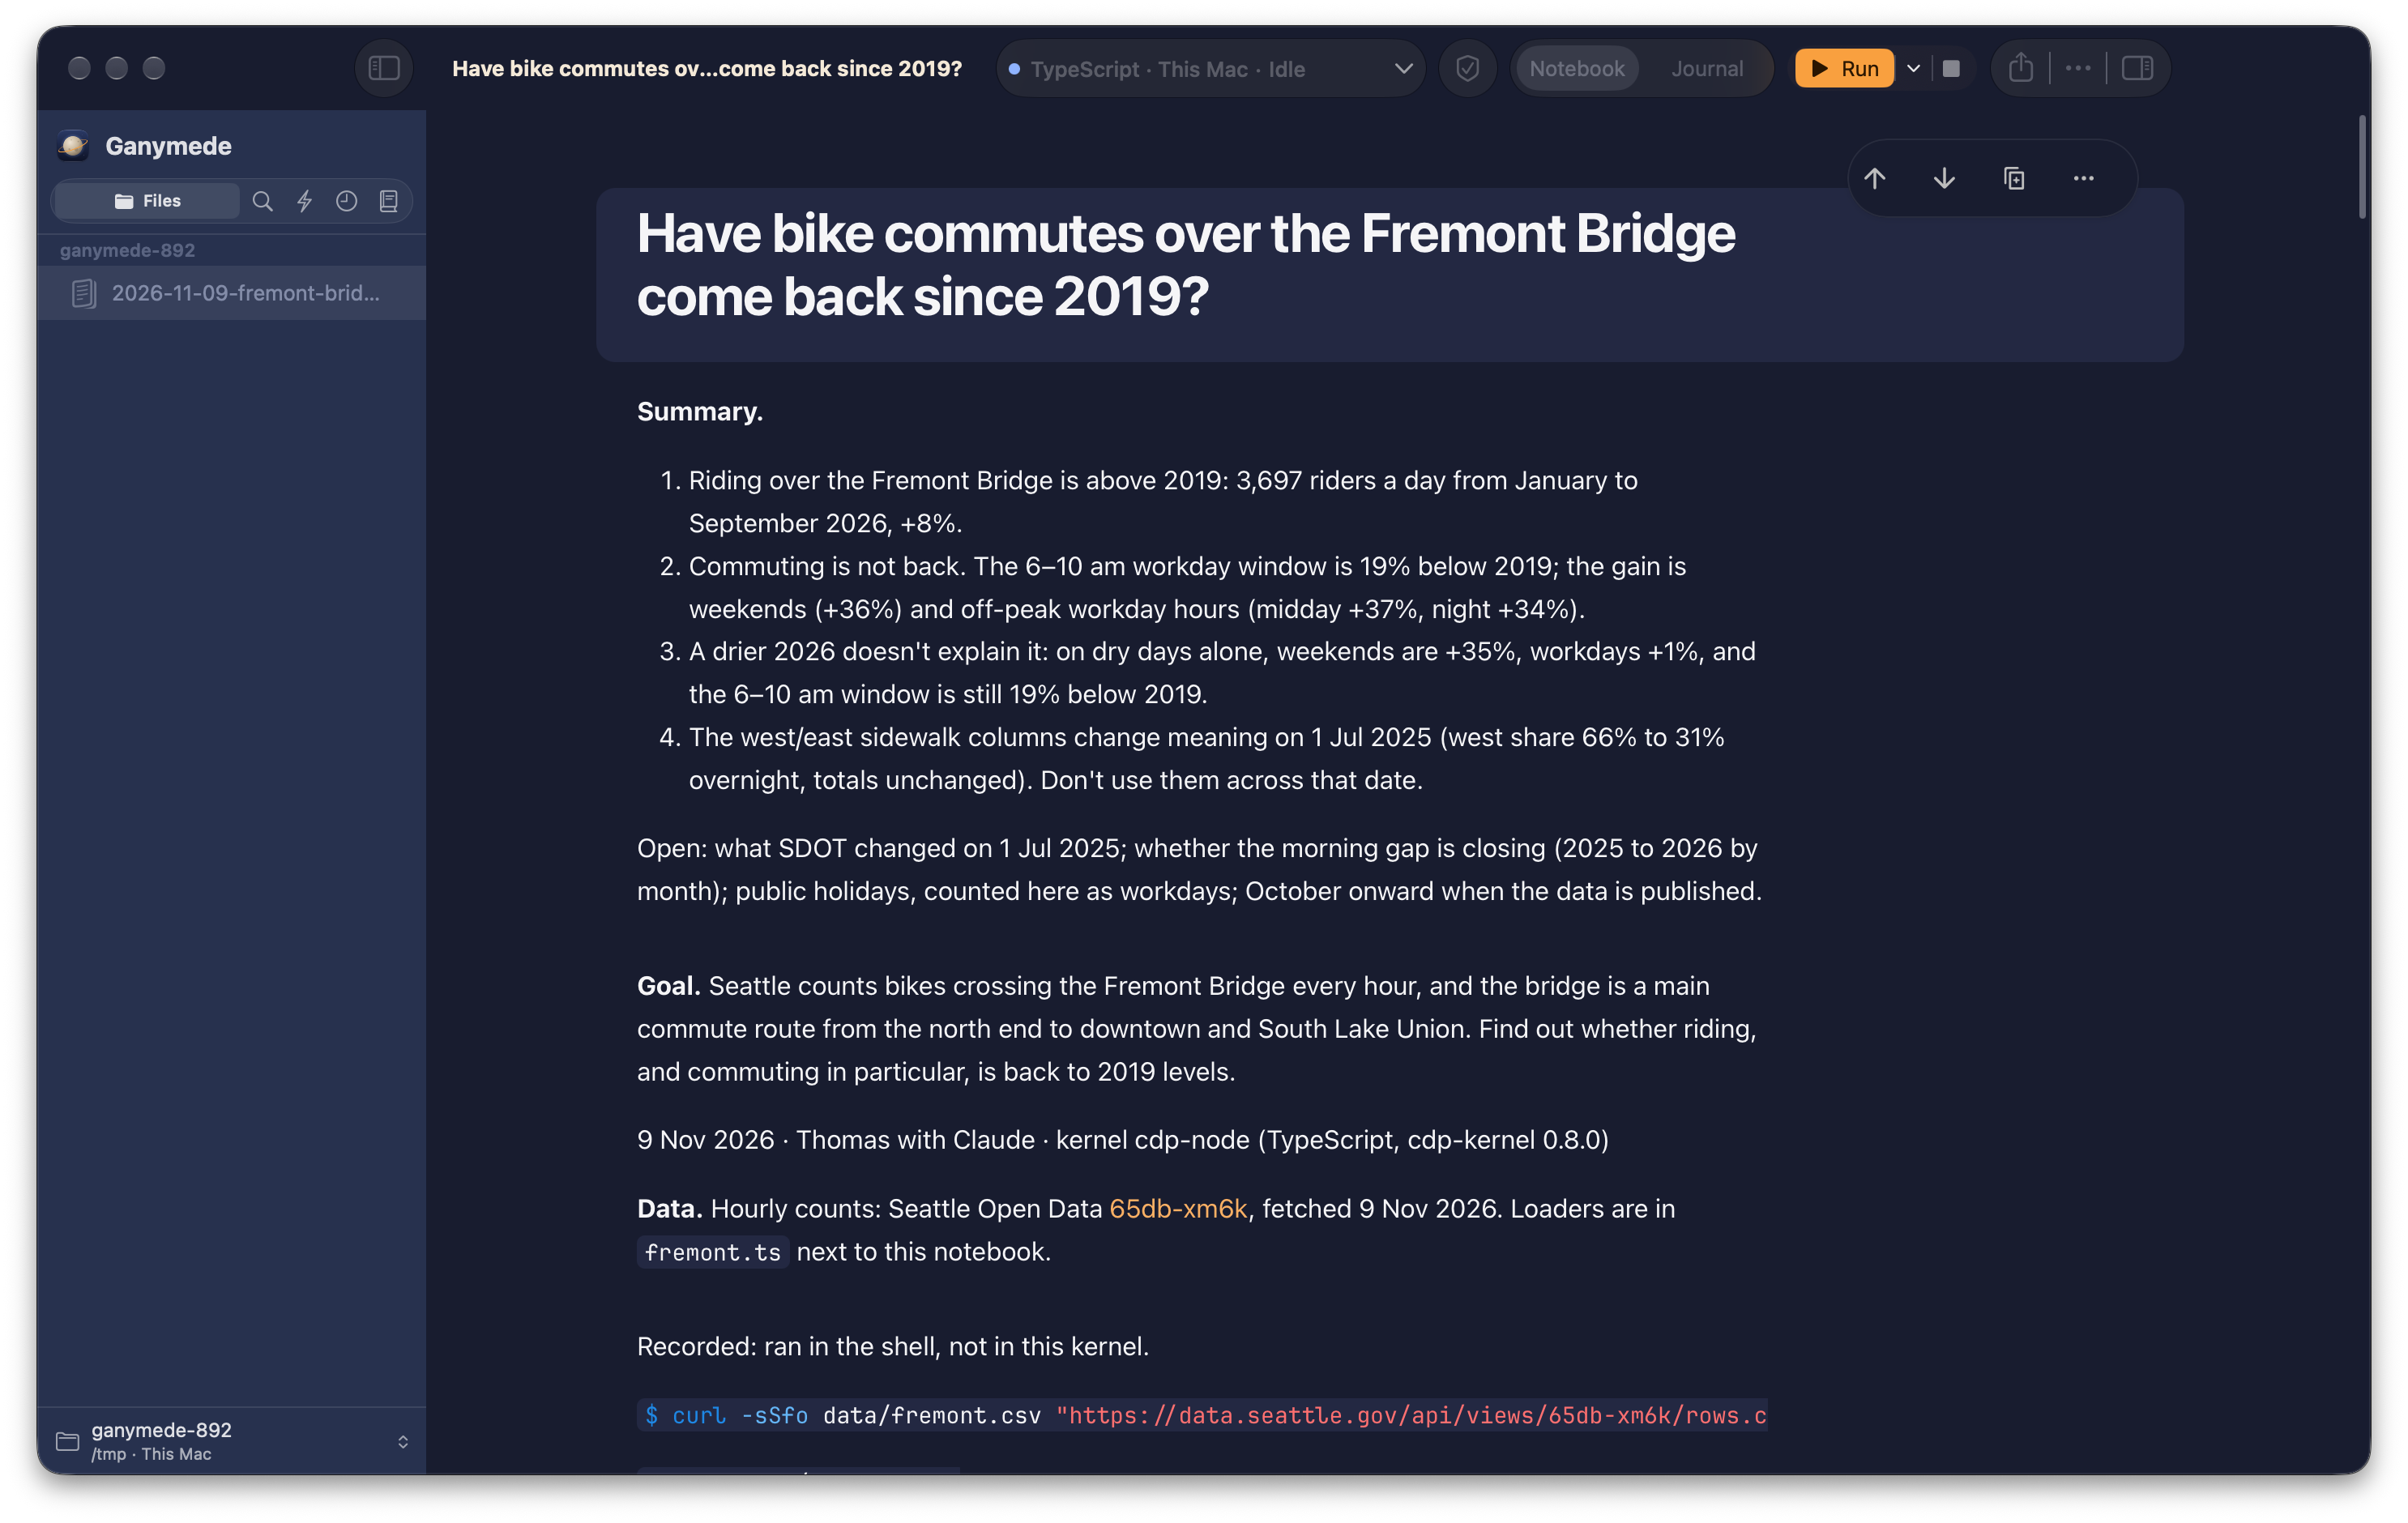 Have bike commutes ov...come back since 2019?
TypeScript · This Mac · Idle
Notebook
Journal
Run
Ganymede
Files
ganymede-892
2026-11-09-fremont-brid...
Have bike commutes over the Fremont Bridge
come back since 2019?
Summary.
1. Riding over the Fremont Bridge is above 2019: 3,697 riders a day from January to
September 2026, +8%.
2. Commuting is not back. The 6–10 am workday window is 19% below 2019; the gain is
weekends (+36%) and off-peak workday hours (midday +37%, night +34%).
3. A drier 2026 doesn't explain it: on dry days alone, weekends are +35%, workdays +1%, and
the 6–10 am window is still 19% below 2019.
4. The west/east sidewalk columns change meaning on 1 Jul 2025 (west share 66% to 31%
overnight, totals unchanged). Don't use them across that date.
Open: what SDOT changed on 1 Jul 2025; whether the morning gap is closing (2025 to 2026 by
month); public holidays, counted here as workdays; October onward when the data is published.
Goal. Seattle counts bikes crossing the Fremont Bridge every hour, and the bridge is a main
commute route from the north end to downtown and South Lake Union. Find out whether riding,
and commuting in particular, is back to 2019 levels.
9 Nov 2026 · Thomas with Claude · kernel cdp-node (TypeScript, cdp-kernel 0.8.0)
Data. Hourly counts: Seattle Open Data 65db-xm6k, fetched 9 Nov 2026. Loaders are in
fremont.ts next to this notebook.
Recorded: ran in the shell, not in this kernel.
$ curl -sSfo data/fremont.csv "https://data.seattle.gov/api/views/65db-xm6k/rows.c
ganymede-892
/tmp · This Mac